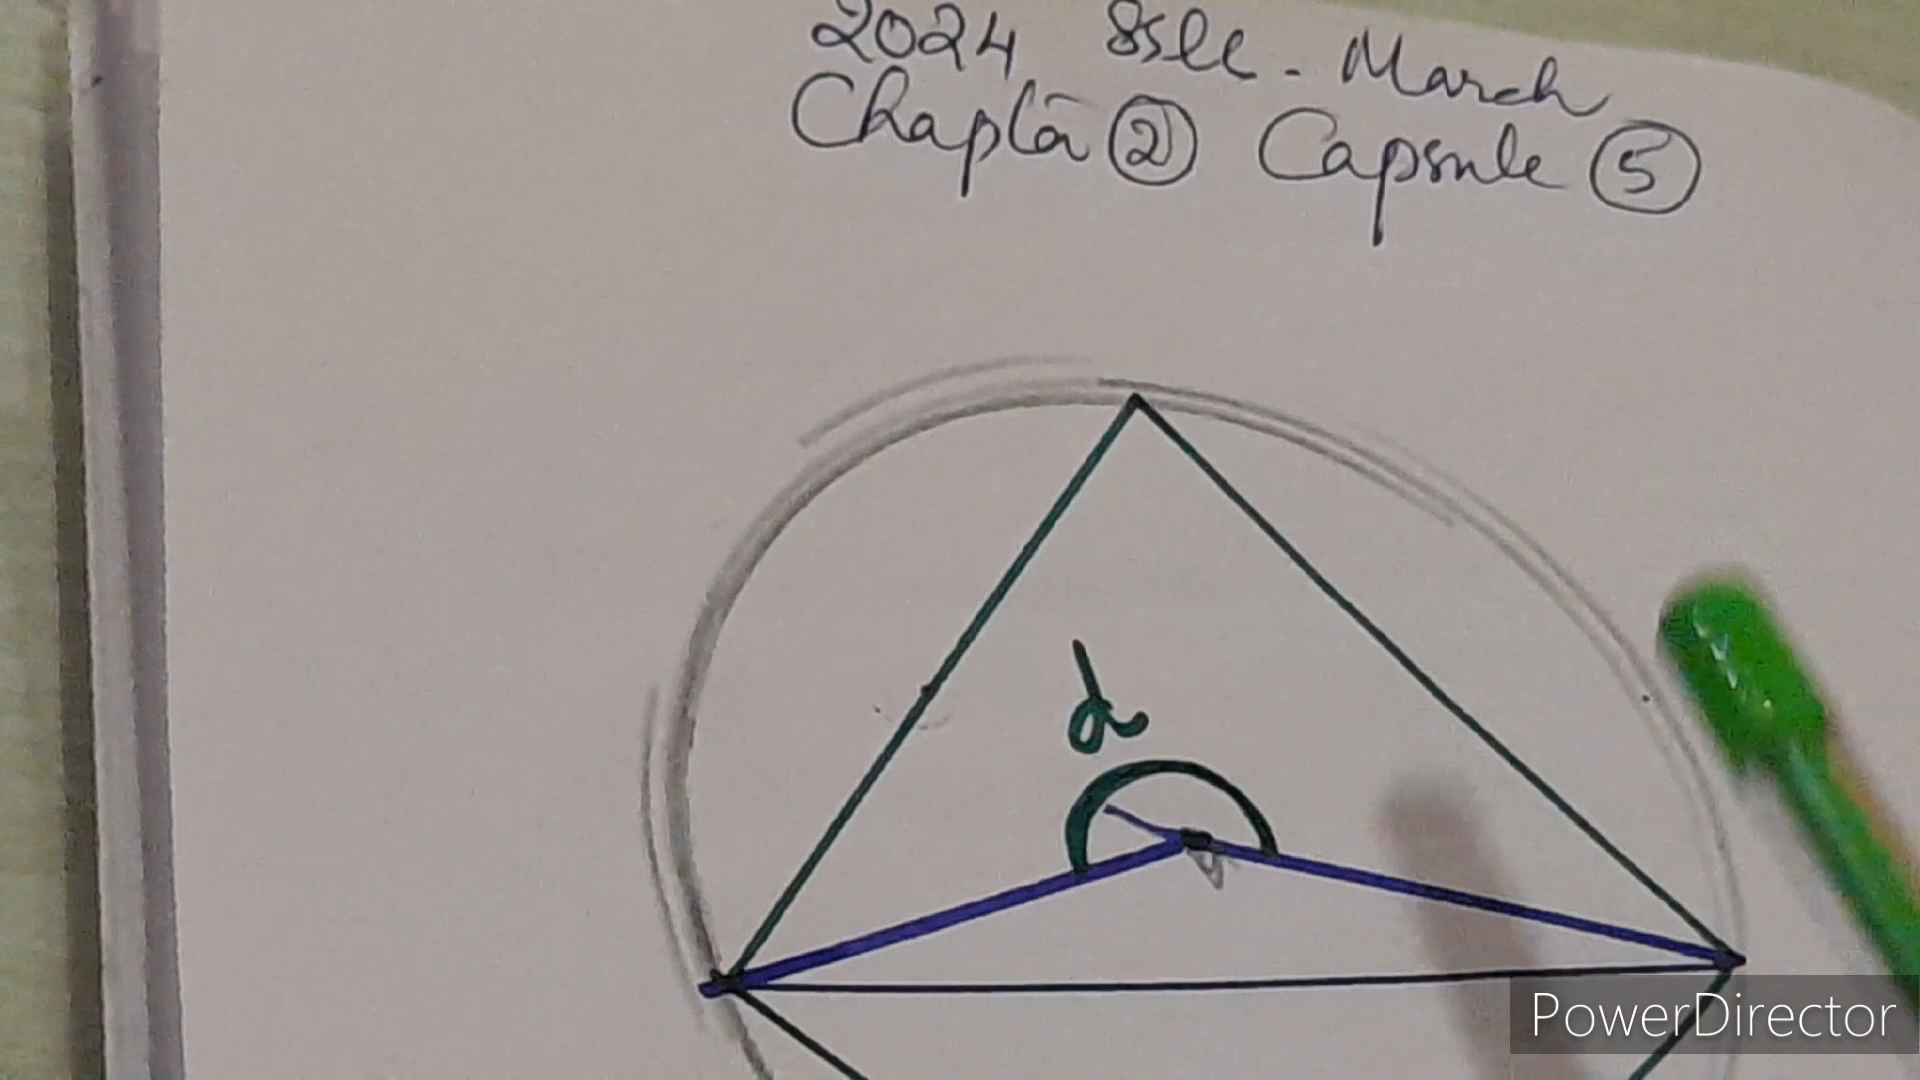 2024 SSLC - March
Chapter ② Capsule ⑤
α
PowerDirector